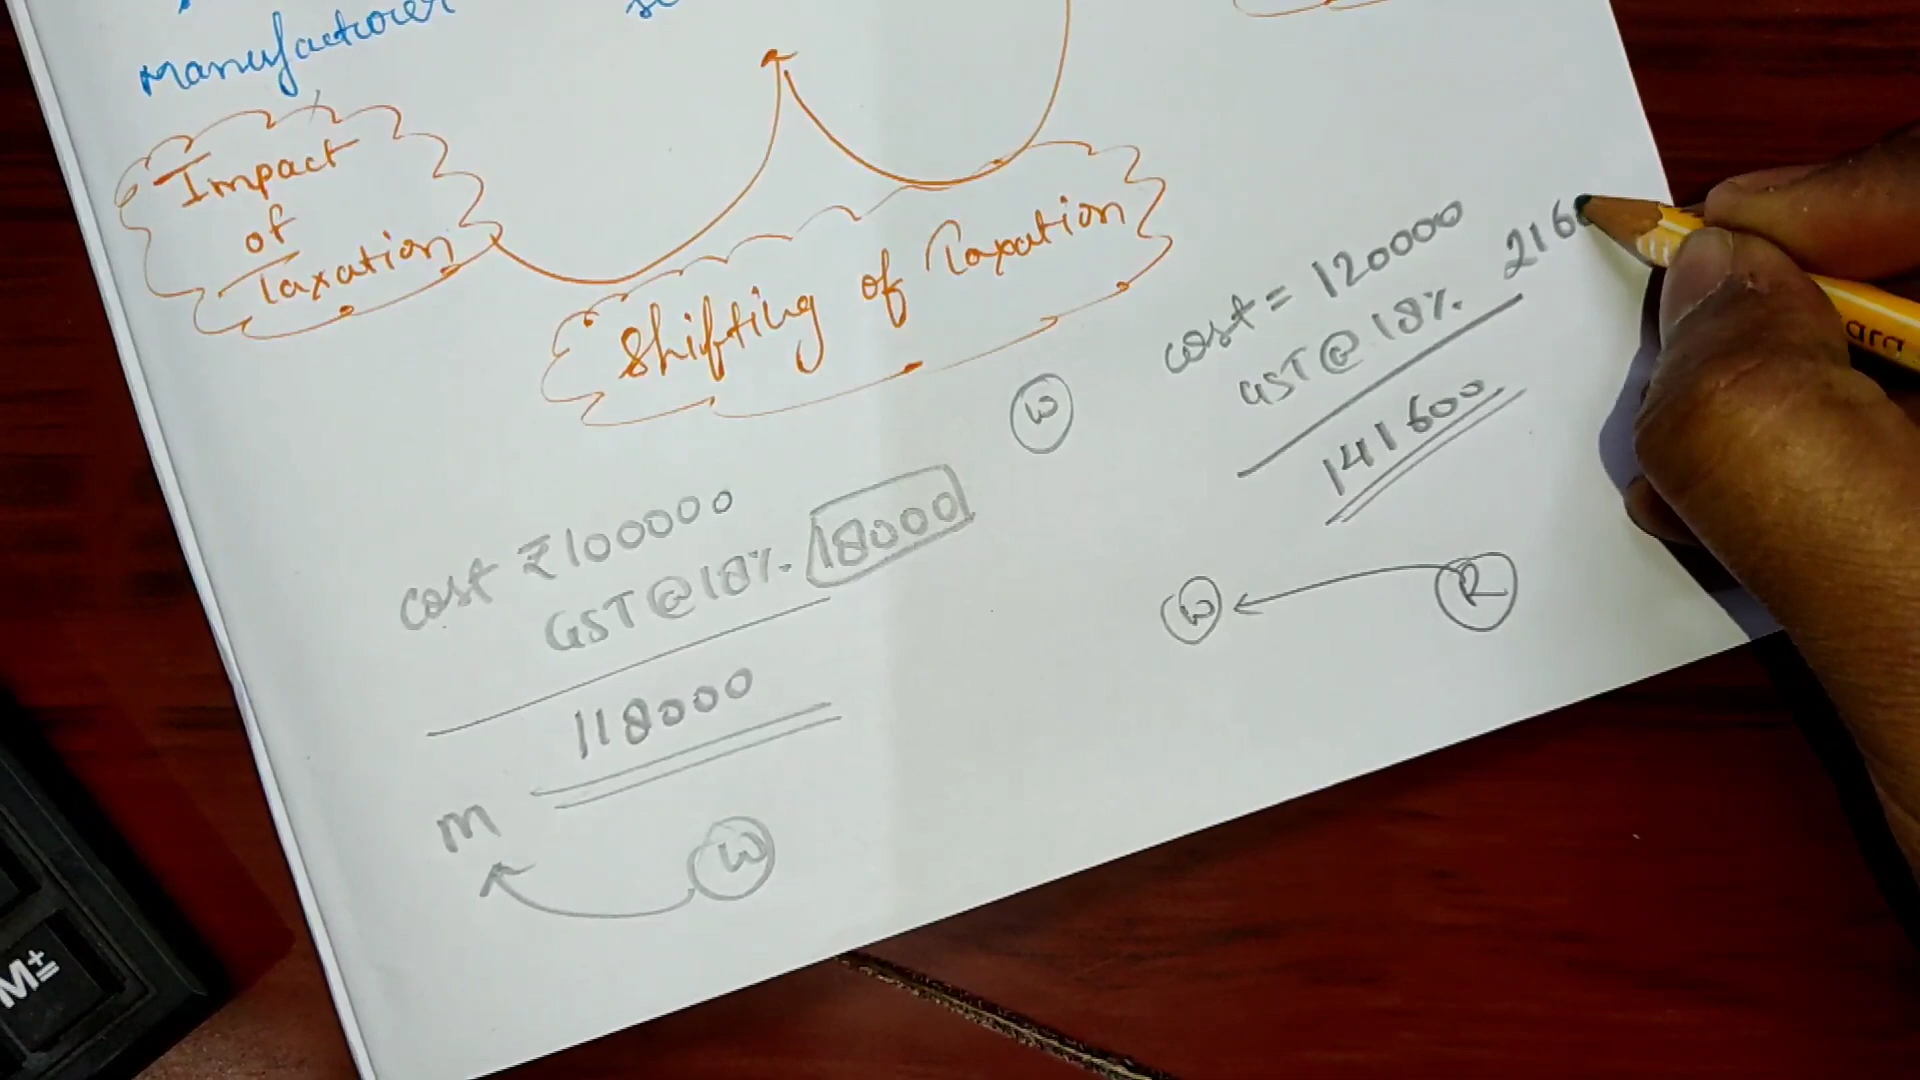 Manufacturer
Impact
of
Taxation
Shifting of Taxation
cost = 120000
GST @ 18%. 2160
141600
W
cost ₹100000
GST @ 18%. 18000
118000
W
R
M
W
M±